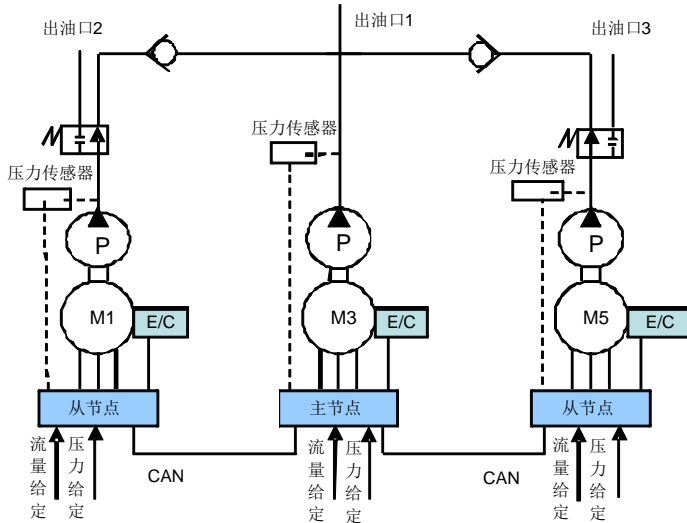 出油口2
出油口1
出油口3
压力传感器
压力传感器
压力传感器
P
P
P
M1
E/C
M3
E/C
M5
E/C
从节点
主节点
从节点
流量给定
压力给定
CAN
流量给定
压力给定
CAN
流量给定
压力给定